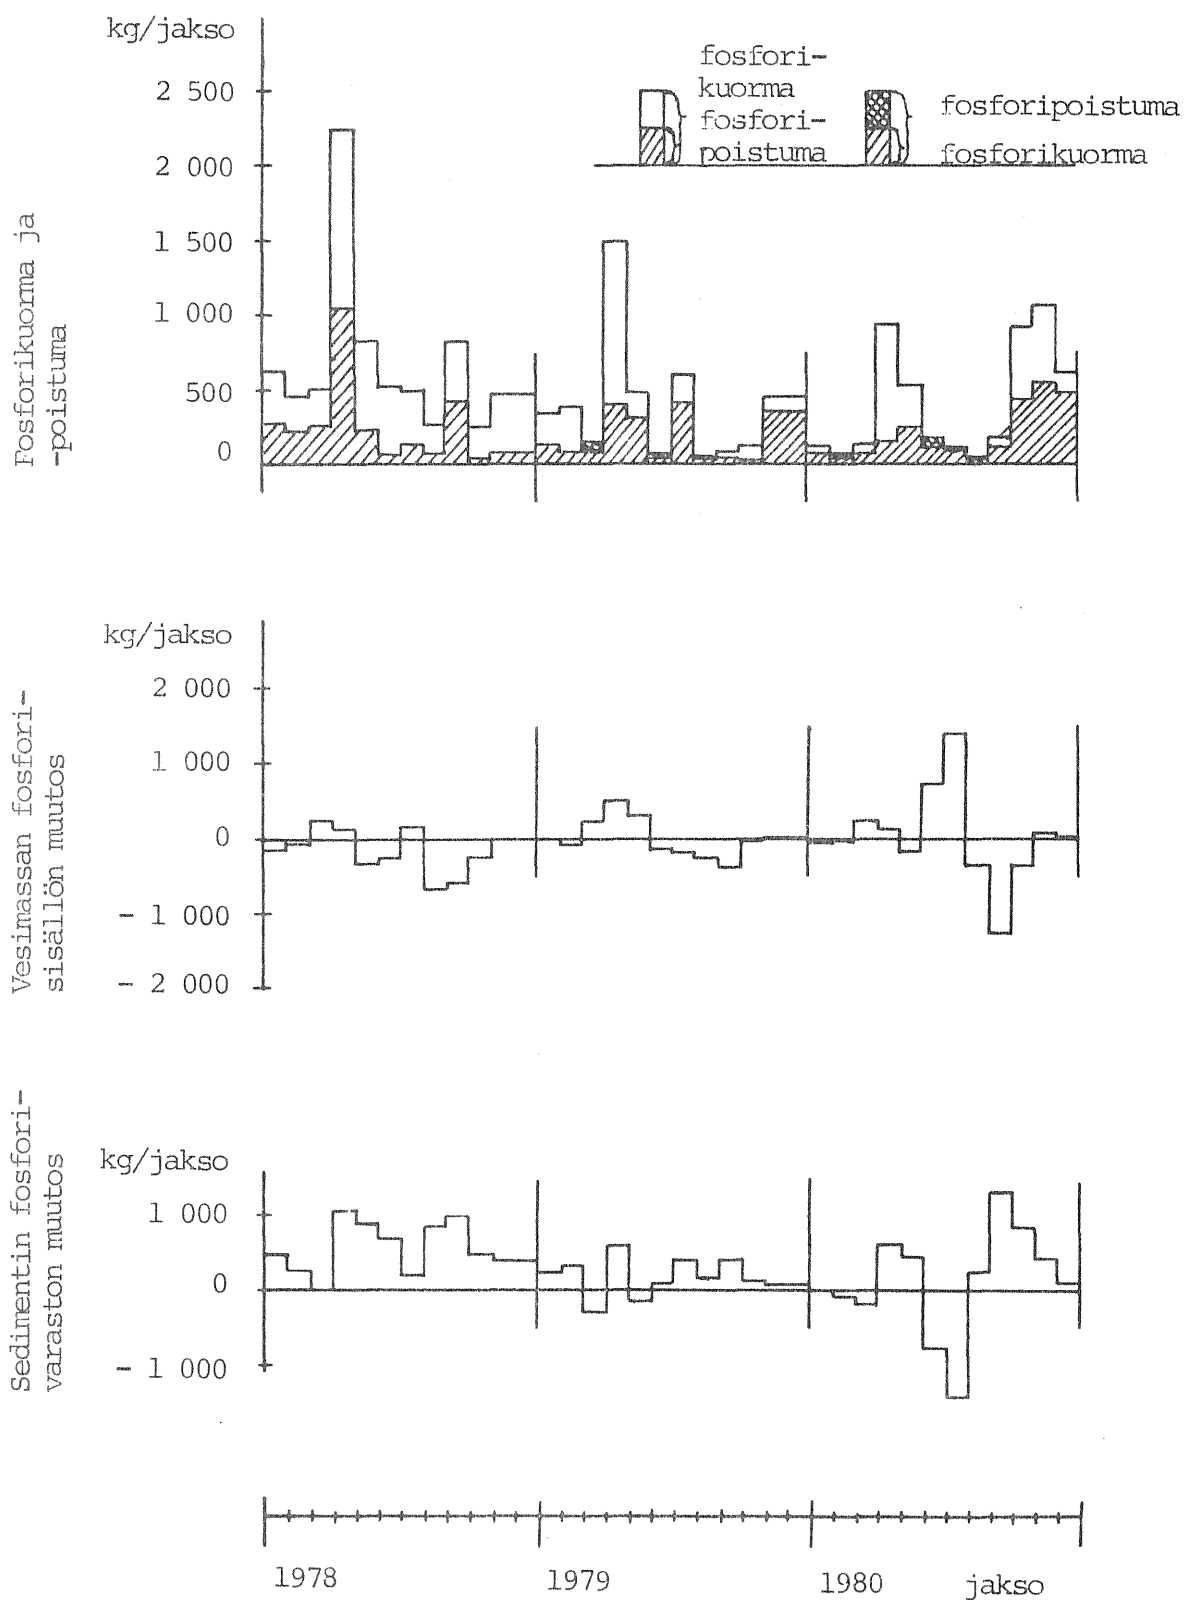 kg/jakso
2 500
2 000
1 500
1 000
500
0
Fosforikuorma ja
-poistuma
fosfori-
kuorma
fosfori-
poistuma
fosforipoistuma
fosforikuorma
kg/jakso
2 000
1 000
0
- 1 000
- 2 000
Vesimassan fosfori-
sisällön muutos
kg/jakso
1 000
0
- 1 000
Sedimentin fosfori-
varaston muutos
1978
1979
1980
jakso